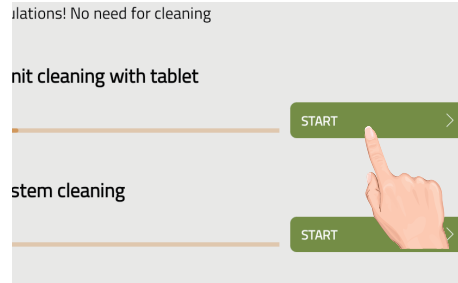 ulations! No need for cleaning
nit cleaning with tablet
START
stem cleaning
START